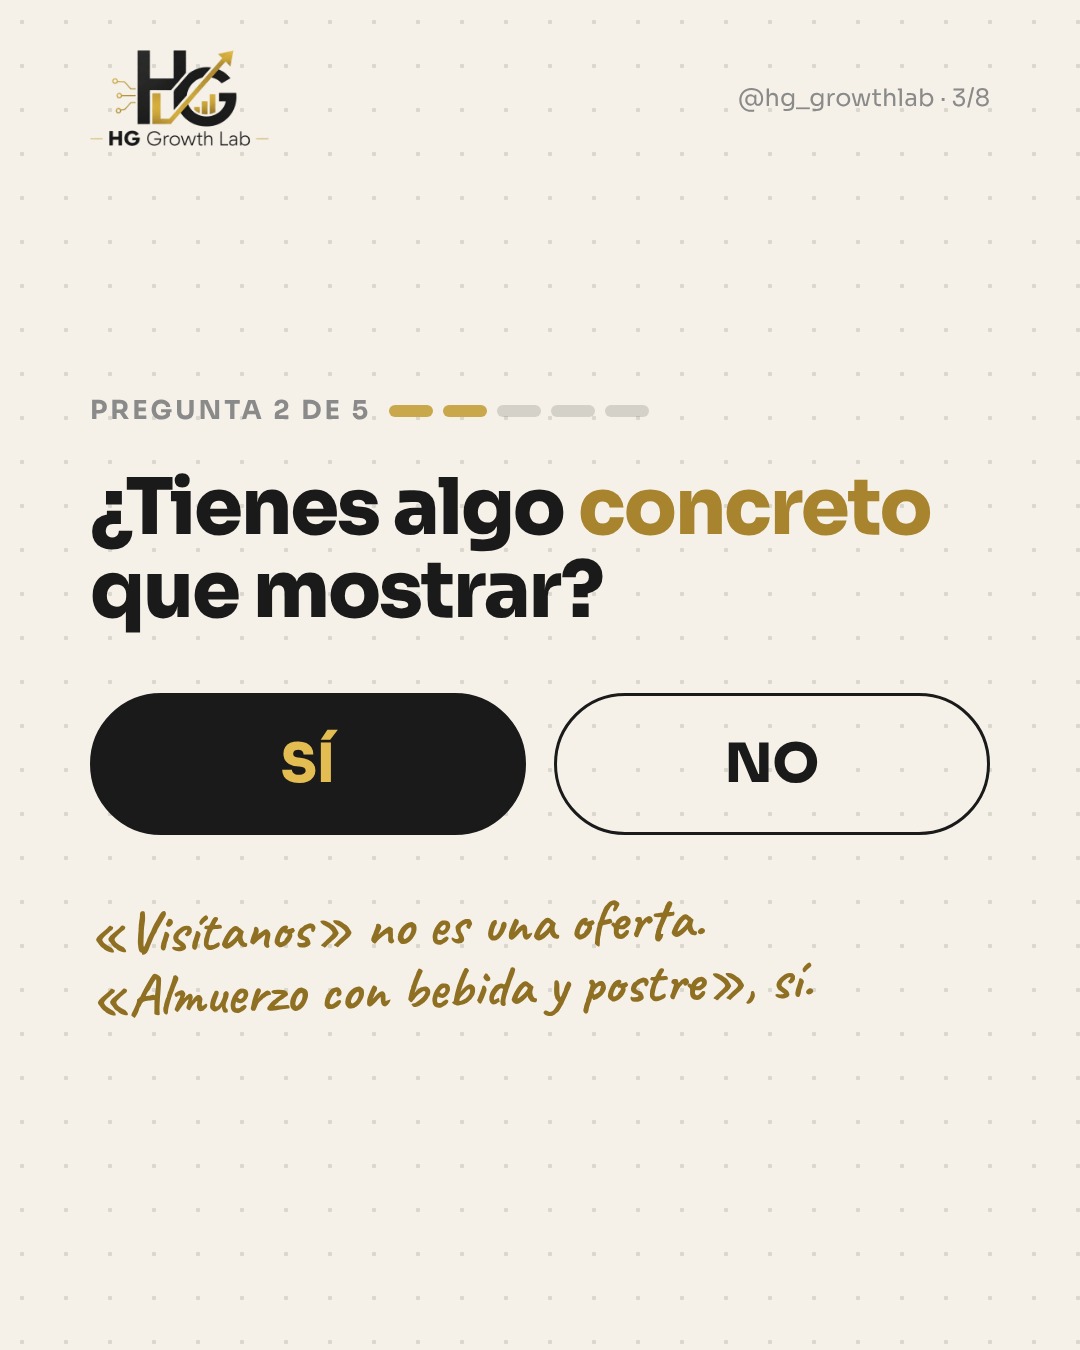 HG
HG Growth Lab
@hg_growthlab · 3/8
PREGUNTA 2 DE 5
¿Tienes algo concreto
que mostrar?
SÍ
NO
«Visítanos» no es una oferta.
«Almuerzo con bebida y postre», sí.